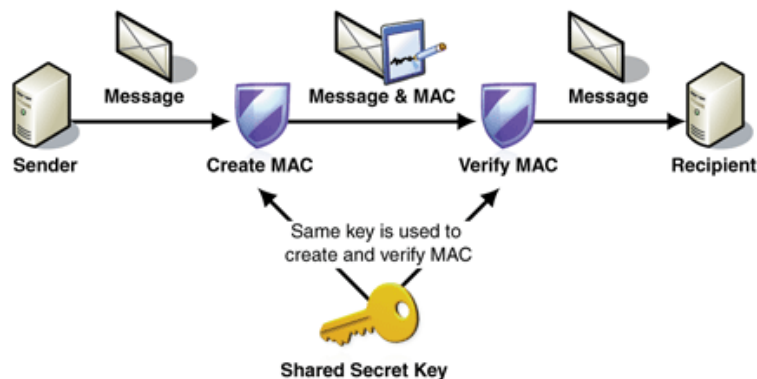 Message
Message & MAC
Message
Sender
Create MAC
Verify MAC
Recipient
Same key is used to
create and verify MAC
Shared Secret Key